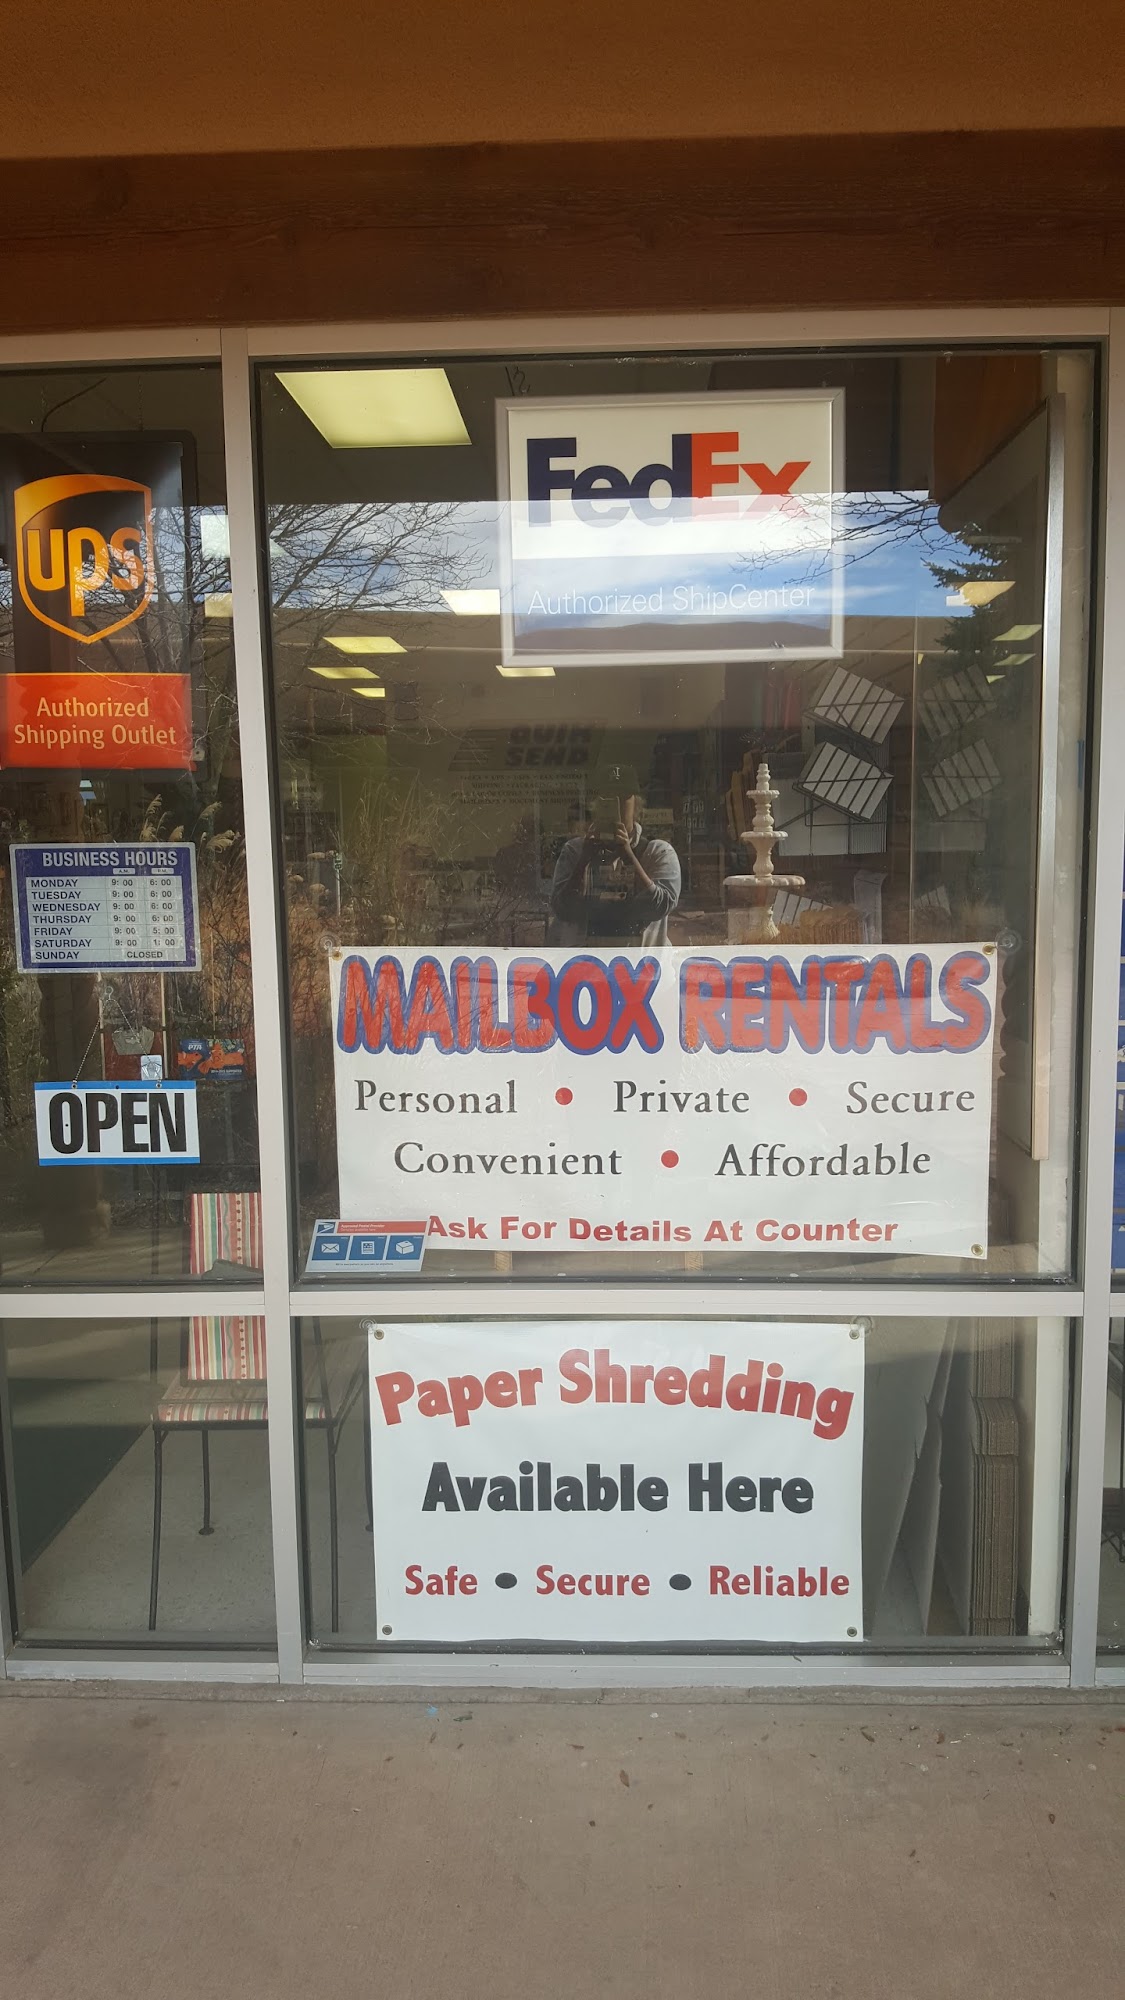 FedEx
Authorized ShipCenter
ups
Authorized
Shipping Outlet
QUIK
SEND
BUSINESS HOURS
A.M. P.M.
MONDAY 9:00 6:00
TUESDAY 9:00 6:00
WEDNESDAY 9:00 6:00
THURSDAY 9:00 6:00
FRIDAY 9:00 5:00
SATURDAY 9:00 1:00
SUNDAY CLOSED
OPEN
MAILBOX RENTALS
Personal • Private • Secure
Convenient • Affordable
Ask For Details At Counter
Paper Shredding
Available Here
Safe • Secure • Reliable